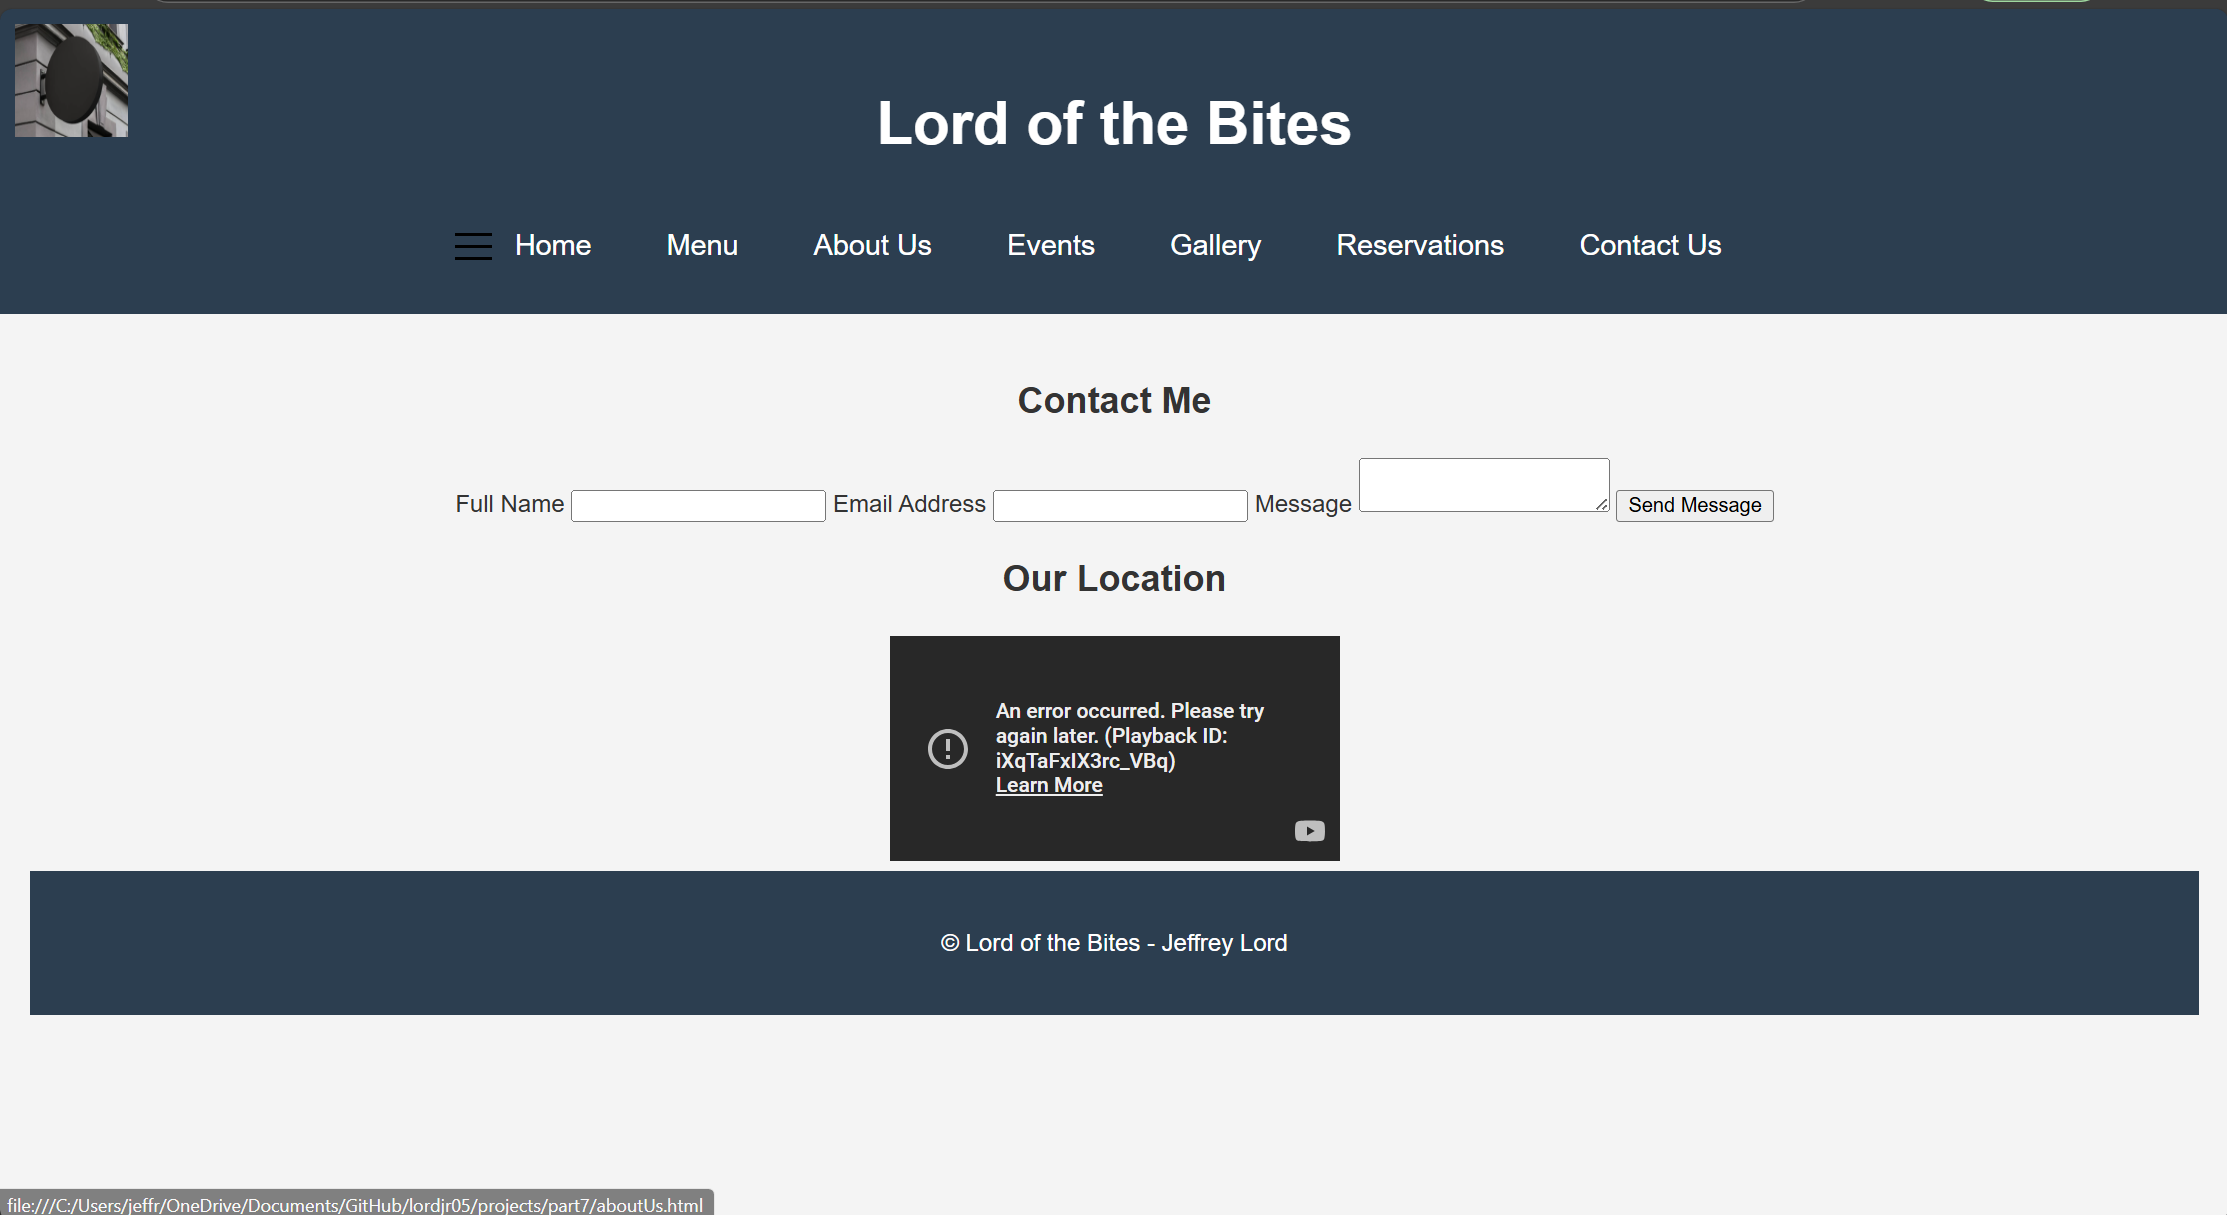 Lord of the Bites
Home Menu About Us Events Gallery Reservations Contact Us
Contact Me
Full Name Email Address Message Send Message
Our Location
An error occurred. Please try
again later. (Playback ID:
iXqTaFxIX3rc_VBq)
Learn More
© Lord of the Bites - Jeffrey Lord
file:///C:/Users/jeffr/OneDrive/Documents/GitHub/lordjr05/projects/part7/aboutUs.html